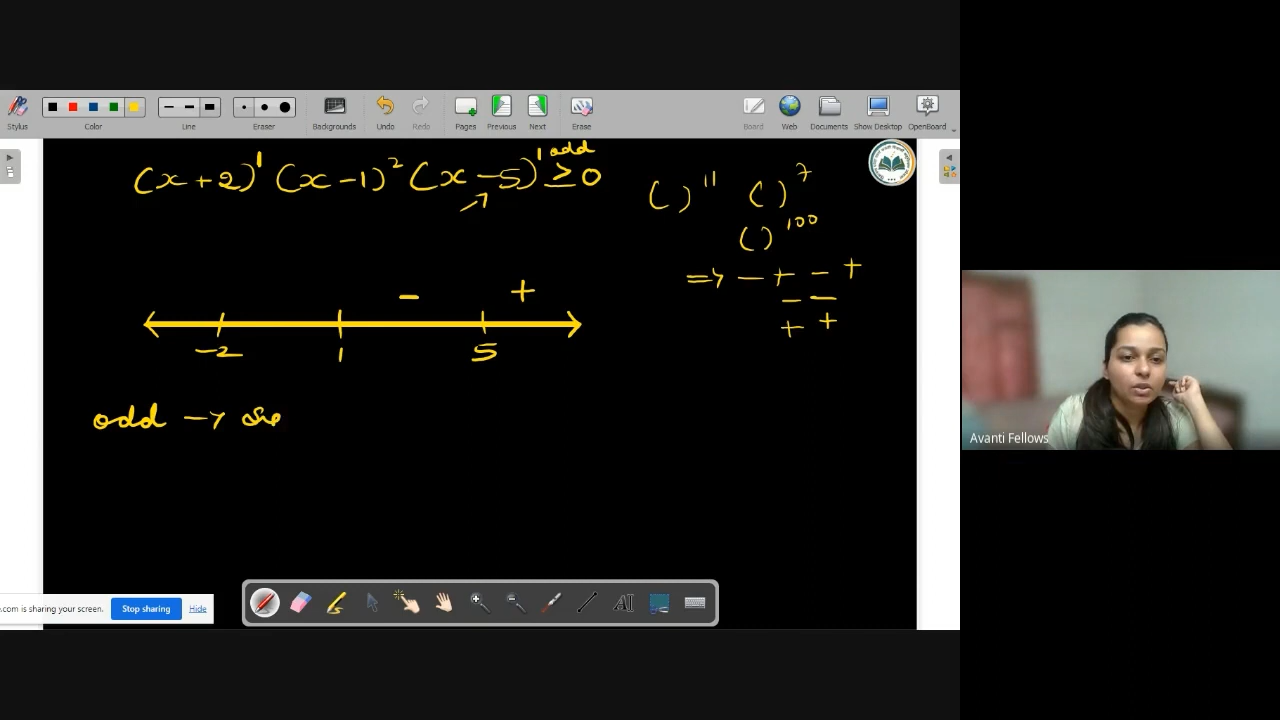 Stylus Color Line Eraser Backgrounds Undo Redo Pages Previous Next Erase Board Web Documents Show Desktop OpenBoard
(x+2)¹ (x-1)² (x-5)¹ ≥ 0
odd
( )¹¹ ( )⁷
( )¹⁰⁰
=> - + - +
- -
+ +
- +
-2 1 5
odd ->
Avanti Fellows
e.com is sharing your screen. Stop sharing Hide
AI